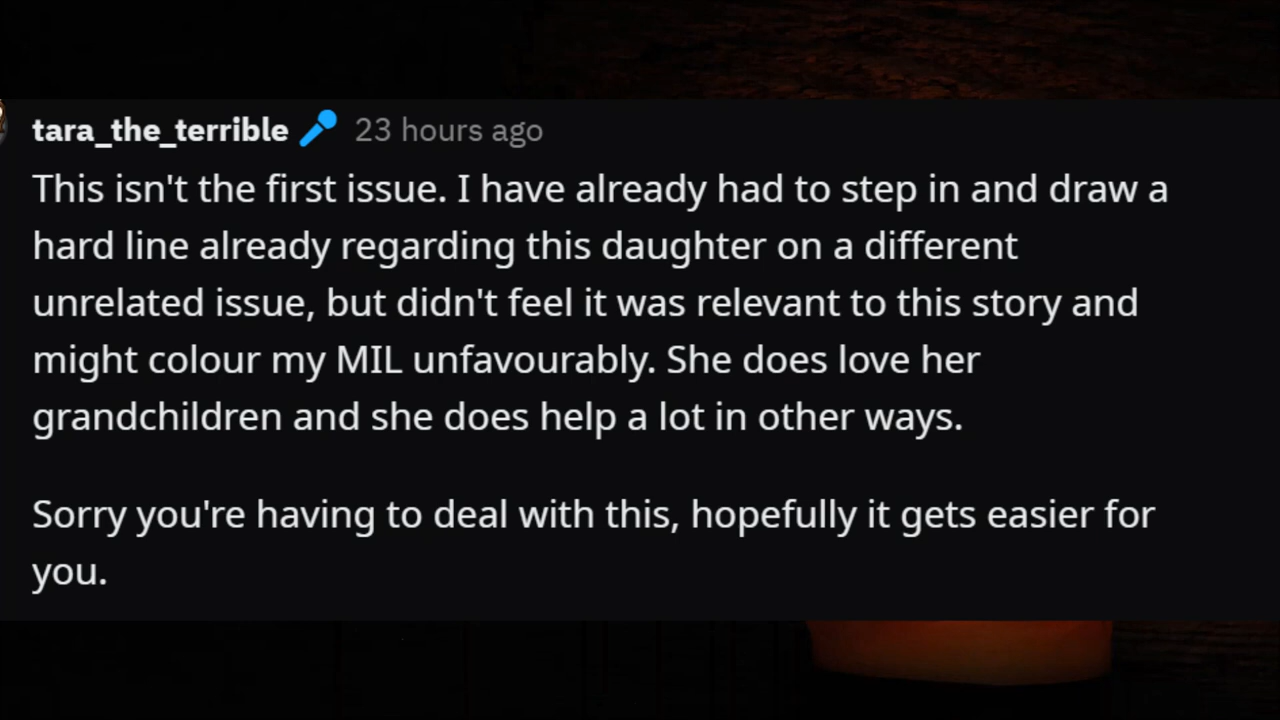 tara_the_terrible 23 hours ago
This isn't the first issue. I have already had to step in and draw a
hard line already regarding this daughter on a different
unrelated issue, but didn't feel it was relevant to this story and
might colour my MIL unfavourably. She does love her
grandchildren and she does help a lot in other ways.
Sorry you're having to deal with this, hopefully it gets easier for
you.